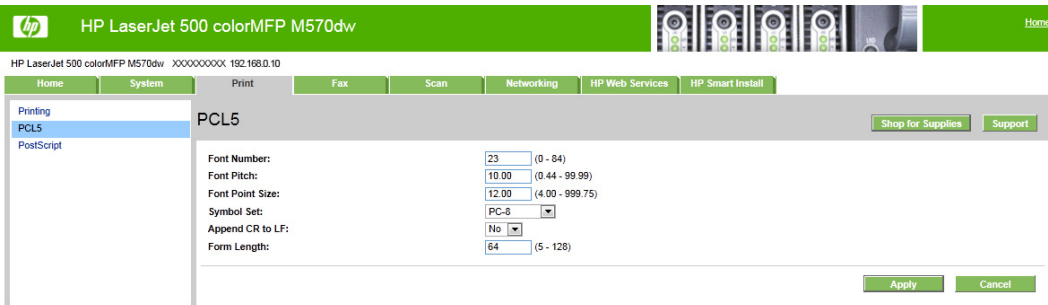 hp HP LaserJet 500 colorMFP M570dw
Home
HP LaserJet 500 colorMFP M570dw XXXXXXXXX 192.168.0.10
Home System Print Fax Scan Networking HP Web Services HP Smart Install
Printing
PCL5
PostScript
PCL5
Shop for Supplies Support
Font Number: 23 (0 - 84)
Font Pitch: 10.00 (0.44 - 99.99)
Font Point Size: 12.00 (4.00 - 999.75)
Symbol Set: PC-8
Append CR to LF: No
Form Length: 64 (5 - 128)
Apply Cancel